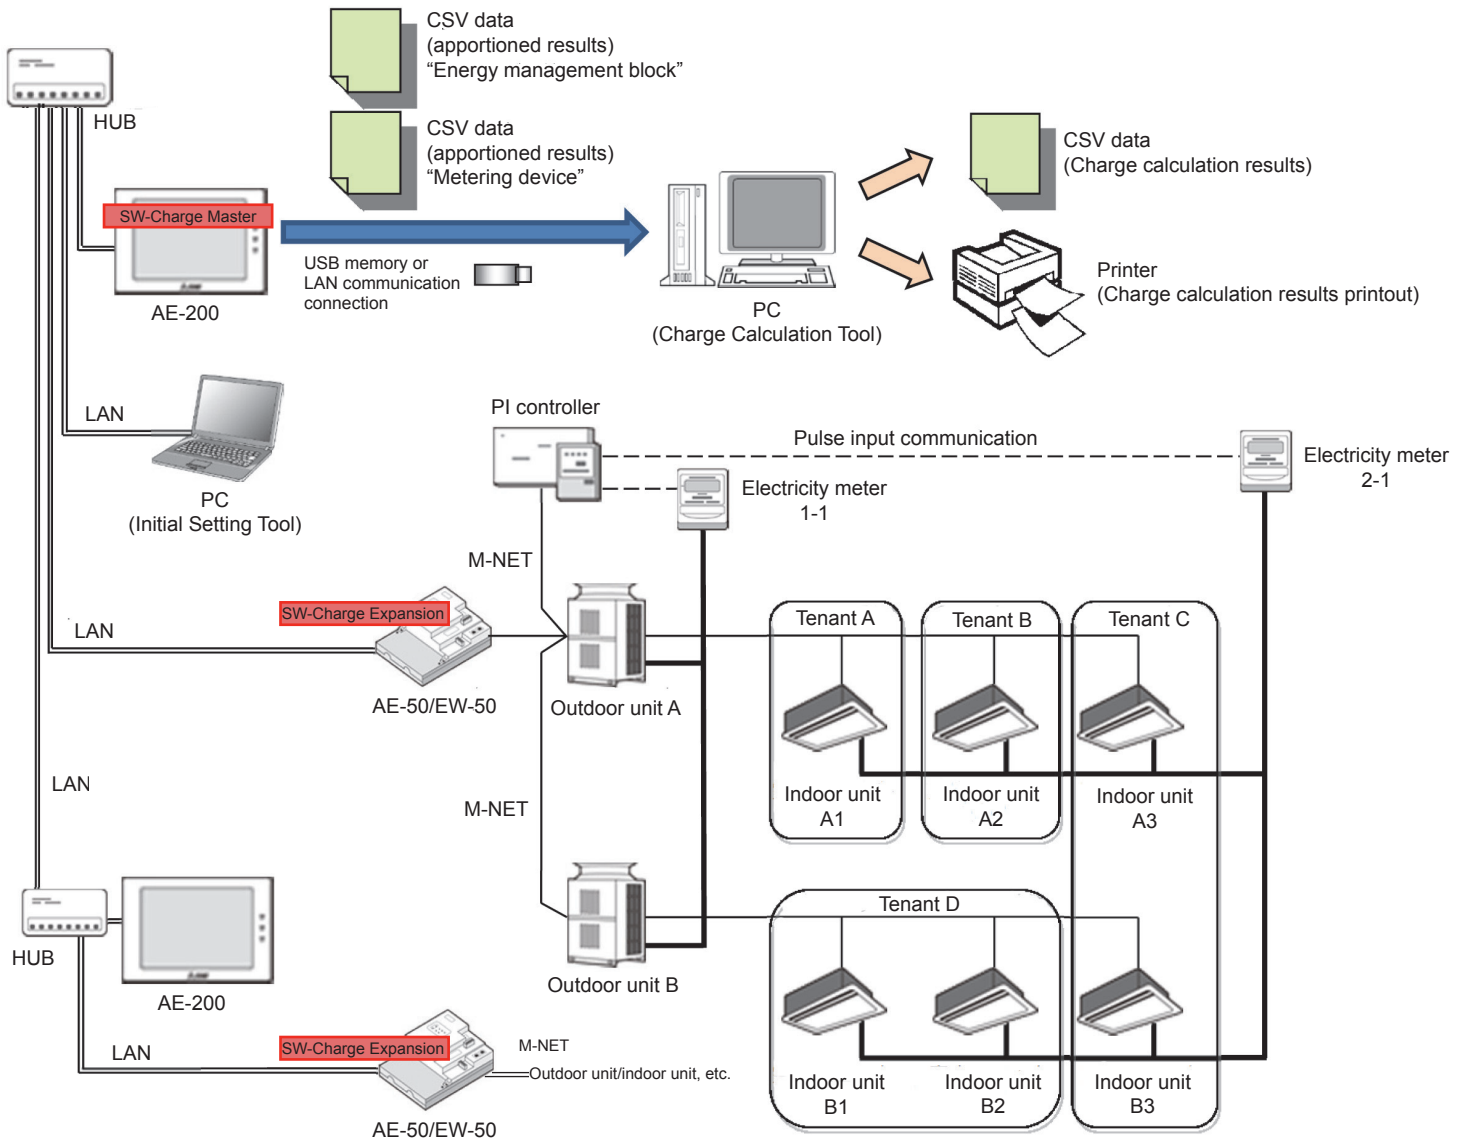 CSV data
(apportioned results)
“Energy management block”
HUB
CSV data
(apportioned results)
“Metering device”
CSV data
(Charge calculation results)
SW-Charge Master
USB memory or
LAN communication
connection
AE-200
PC
(Charge Calculation Tool)
Printer
(Charge calculation results printout)
LAN
PC
(Initial Setting Tool)
PI controller
Pulse input communication
Electricity meter
1-1
Electricity meter
2-1
M-NET
SW-Charge Expansion
LAN
AE-50/EW-50
Outdoor unit A
Tenant A
Tenant B
Tenant C
Indoor unit
A1
Indoor unit
A2
Indoor unit
A3
LAN
M-NET
HUB
AE-200
Outdoor unit B
Tenant D
Indoor unit
B1
Indoor unit
B2
Indoor unit
B3
LAN
SW-Charge Expansion
M-NET
Outdoor unit/indoor unit, etc.
AE-50/EW-50